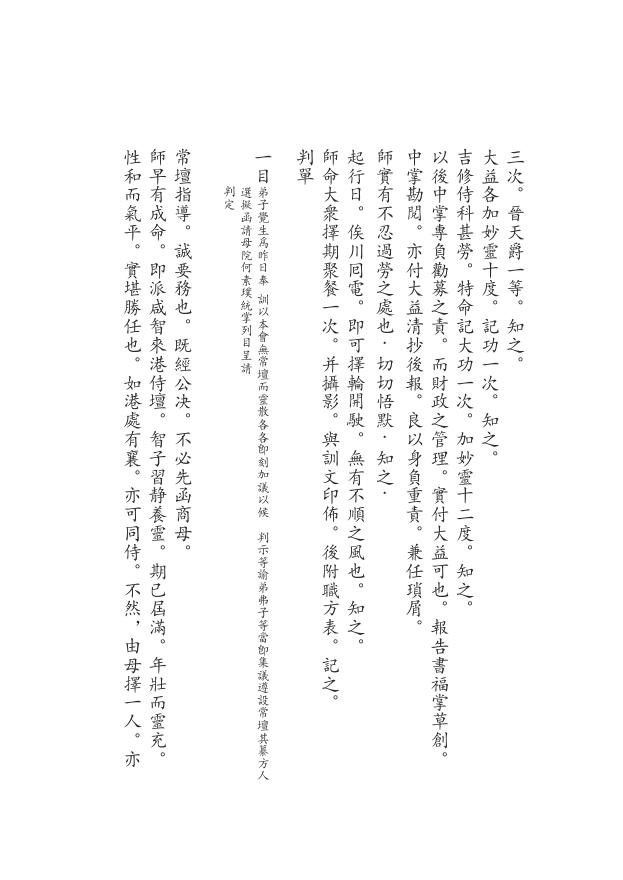 三次。晉天爵一等。知之。
大益各加妙靈十度。記功一次。知之。
吉修侍科甚勞。特命記大功一次。加妙靈十二度。知之。
以後中掌專負勸募之責。而財政之管理。實付大益可也。報告書福掌草創。
中掌勘閱。亦付大益清抄後報。良以身負重責。兼任瑣屑。
師實有不忍過勞之處也．切切悟默．知之．
起行日。俟川囘電。即可擇輪開駛。無有不順之風也。知之。
師命大衆擇期聚餐一次。并攝影。與訓文印佈。後附職方表。記之。
判單
一目弟子覺生爲昨日奉　訓以本會無常壇而靈散各各卽刻加議以候　判示等諭弟弗子等當卽集議遵設常壇其纂方人
選擬函請母院何素璞統掌列目呈請
判定
常壇指導。誠要務也。既經公决。不必先函商母。
師早有成命。即派戚智來港侍壇。智子習静養靈。期已屆滿。年壯而靈充。
性和而氣平。實堪勝任也。如港處有襄。亦可同侍。不然，由母擇一人。亦